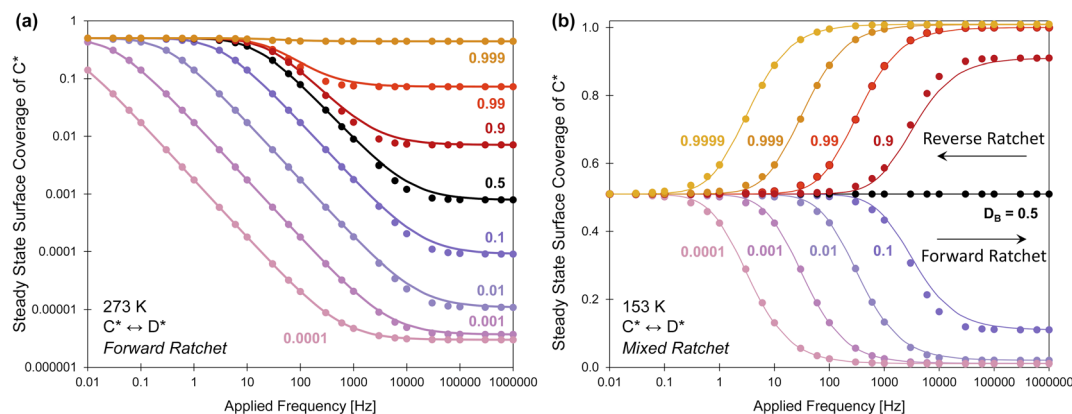 (a)
Steady State Surface Coverage of C*
1
0.1
0.01
0.001
0.0001
0.00001
0.000001
0.999
0.99
0.9
0.5
0.1
0.01
0.001
0.0001
273 K
C* ↔ D*
Forward Ratchet
0.01 0.1 1 10 100 1000 10000 100000 1000000
Applied Frequency [Hz]
(b)
Steady State Surface Coverage of C*
1.0
0.8
0.6
0.4
0.2
0.0
0.9999 0.999 0.99 0.9
Reverse Ratchet
D_B = 0.5
Forward Ratchet
0.0001 0.001 0.01 0.1
153 K
C* ↔ D*
Mixed Ratchet
0.01 0.1 1 10 100 1000 10000 100000 1000000
Applied Frequency [Hz]